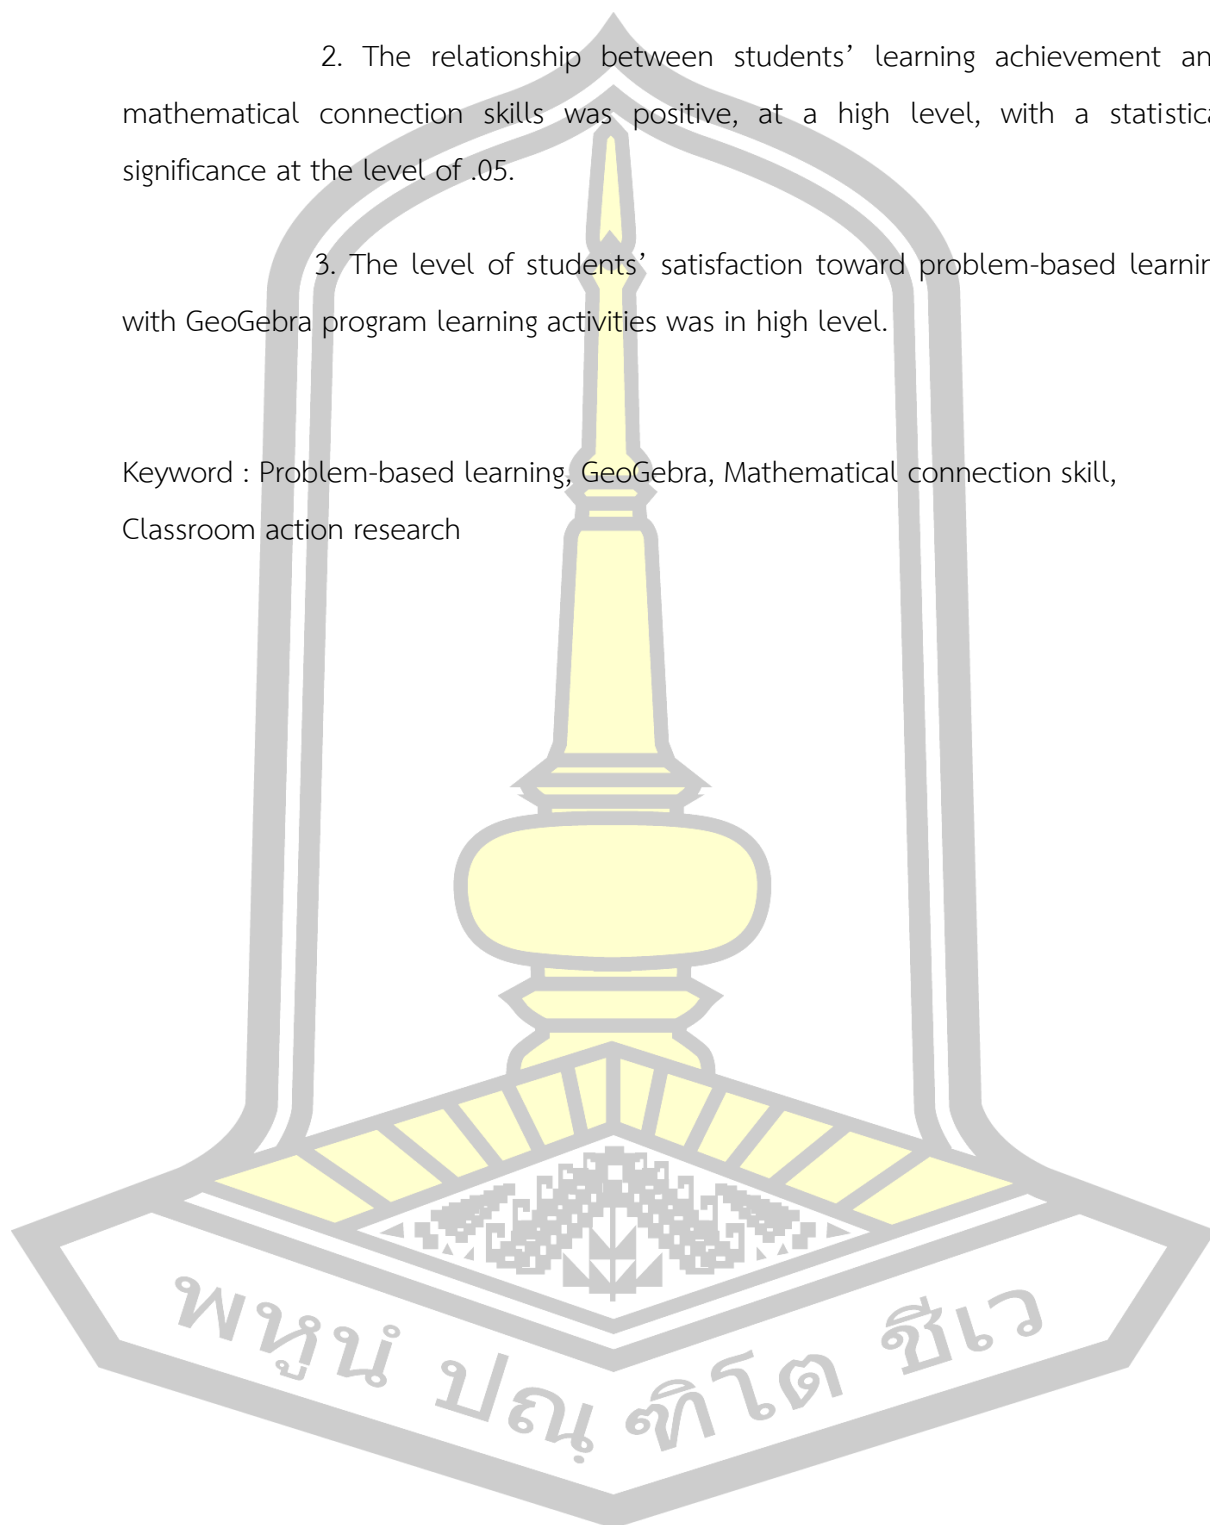 2. The relationship between students’ learning achievement an
mathematical connection skills was positive, at a high level, with a statistica
significance at the level of .05.
3. The level of students’ satisfaction toward problem-based learnin
with GeoGebra program learning activities was in high level.
Keyword : Problem-based learning, GeoGebra, Mathematical connection skill,
Classroom action research
พหูนํ ปณฺฑิโต ชีเว